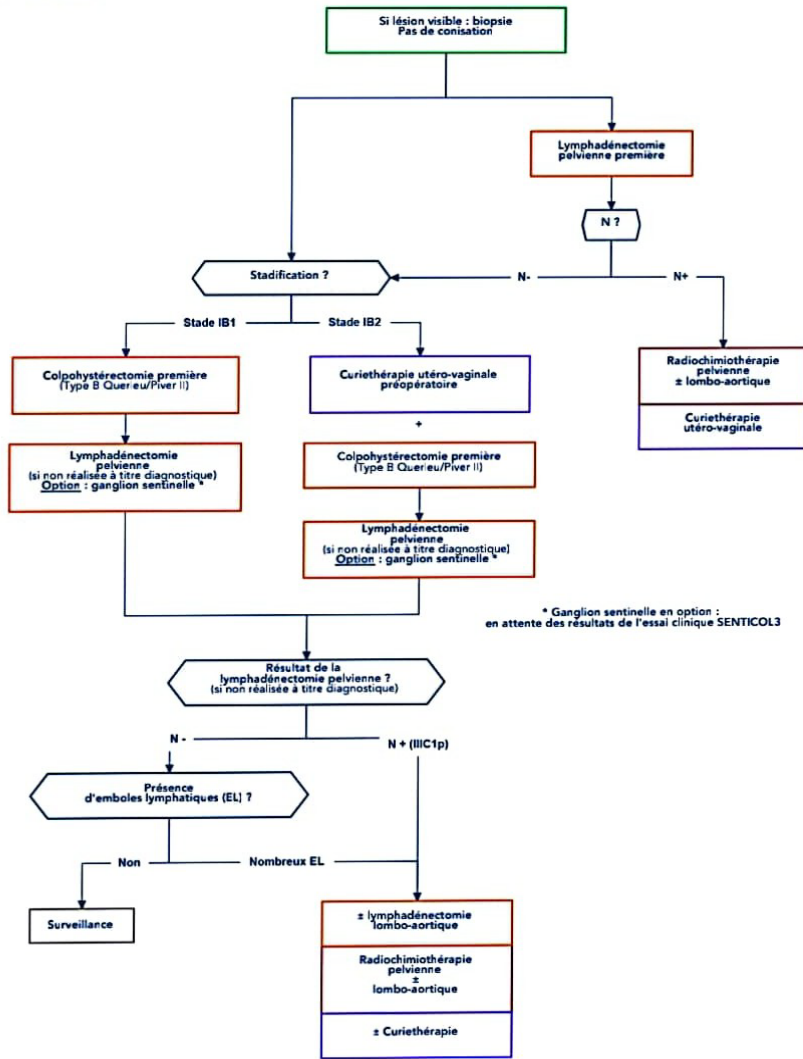 Si lésion visible : biopsie
Pas de conisation
Lymphadénectomie
pelvienne première
N ?
Stadification ?
N-
N+
Stade IB1
Stade IB2
Colpohystérectomie première
(Type B Querleu/Piver II)
Curiethérapie utéro-vaginale
préopératoire
Radiochimiothérapie
pelvienne
± lombo-aortique
Curiethérapie
utéro-vaginale
+
Lymphadénectomie
pelvienne
(si non réalisée à titre diagnostique)
Option : ganglion sentinelle *
Colpohystérectomie première
(Type B Querleu/Piver II)
Lymphadénectomie
pelvienne
(si non réalisée à titre diagnostique)
Option : ganglion sentinelle *
* Ganglion sentinelle en option :
en attente des résultats de l'essai clinique SENTICOL3
Résultat de la
lymphadénectomie pelvienne ?
(si non réalisée à titre diagnostique)
N -
N + (IIIC1p)
Présence
d'emboles lymphatiques (EL) ?
Non
Nombreux EL
Surveillance
± lymphadénectomie
lombo-aortique
Radiochimiothérapie
pelvienne
±
lombo-aortique
± Curiethérapie